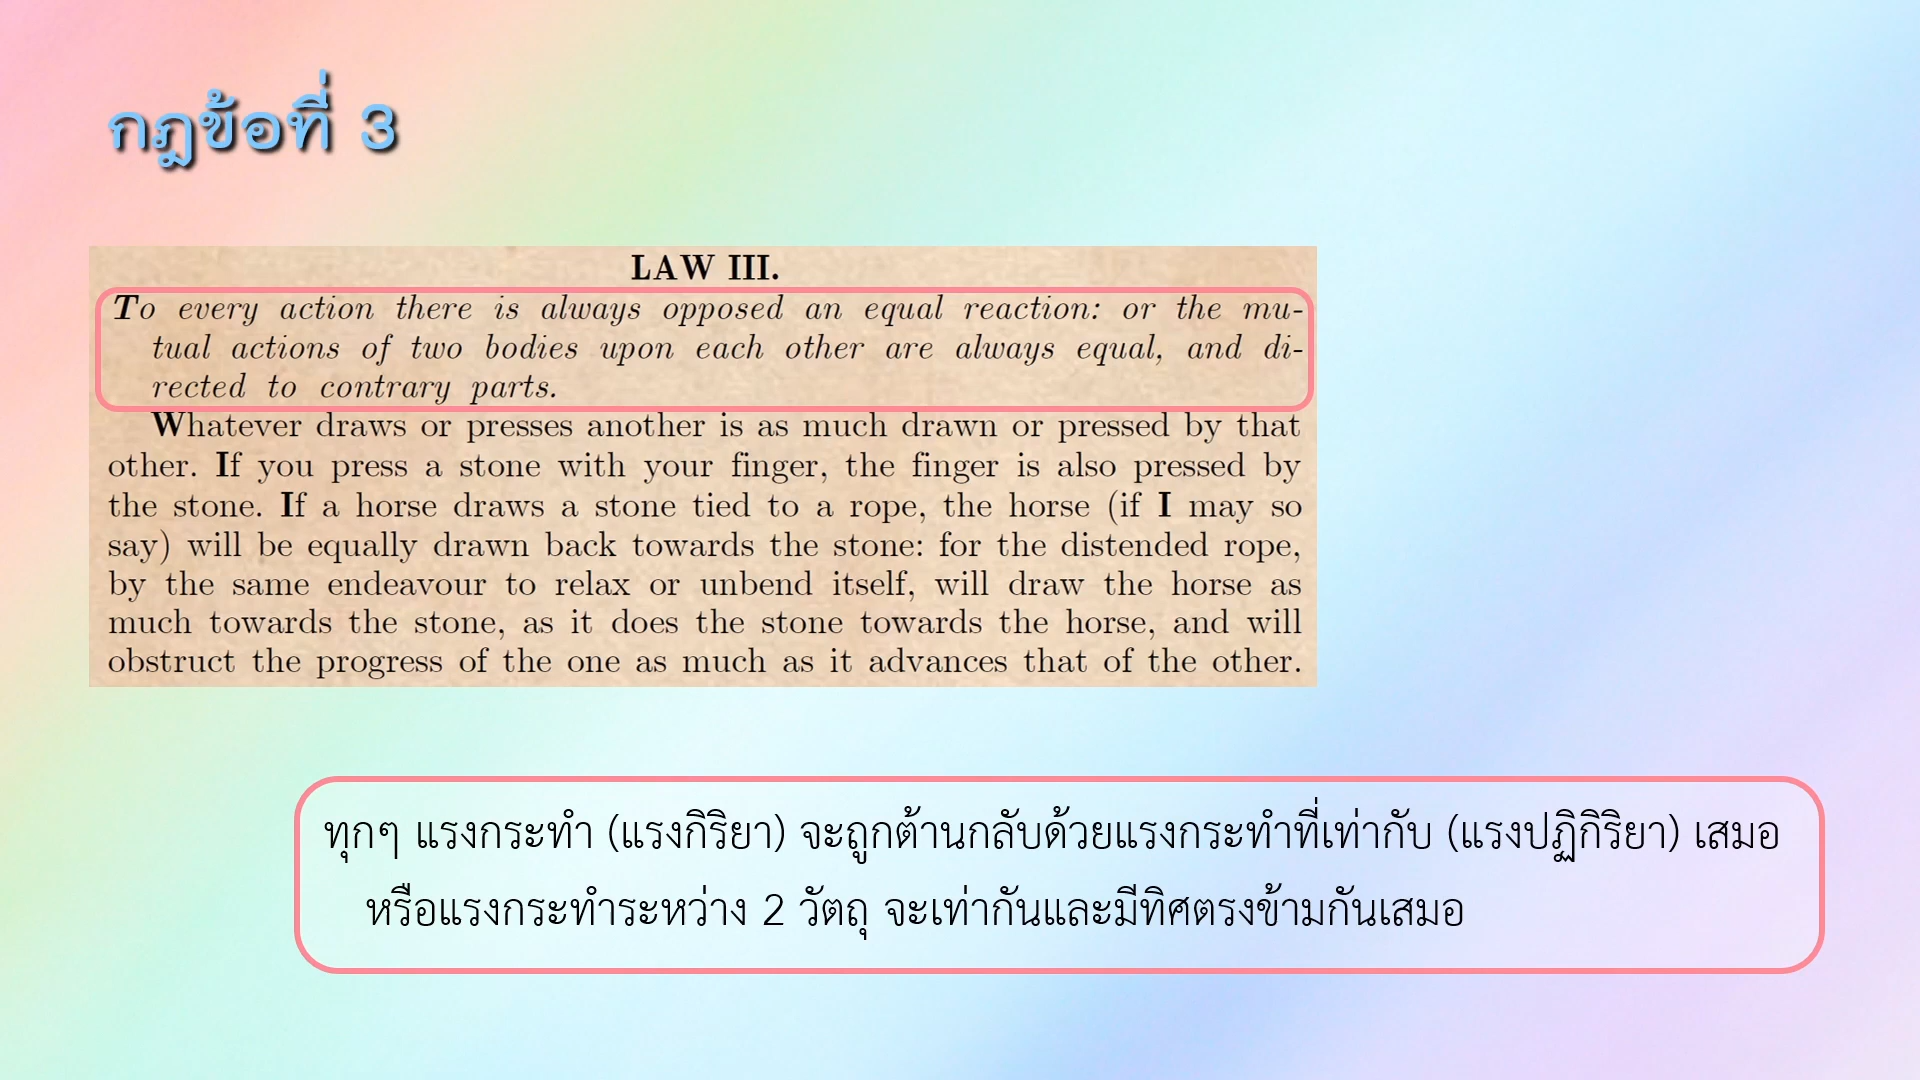 กฎข้อที่ 3
LAW III.
To every action there is always opposed an equal reaction: or the mu-
tual actions of two bodies upon each other are always equal, and di-
rected to contrary parts.
Whatever draws or presses another is as much drawn or pressed by that
other. If you press a stone with your finger, the finger is also pressed by
the stone. If a horse draws a stone tied to a rope, the horse (if I may so
say) will be equally drawn back towards the stone: for the distended rope,
by the same endeavour to relax or unbend itself, will draw the horse as
much towards the stone, as it does the stone towards the horse, and will
obstruct the progress of the one as much as it advances that of the other.
ทุกๆ แรงกระทำ (แรงกิริยา) จะถูกต้านกลับด้วยแรงกระทำที่เท่ากับ (แรงปฏิกิริยา) เสมอ
หรือแรงกระทำระหว่าง 2 วัตถุ จะเท่ากันและมีทิศตรงข้ามกันเสมอ